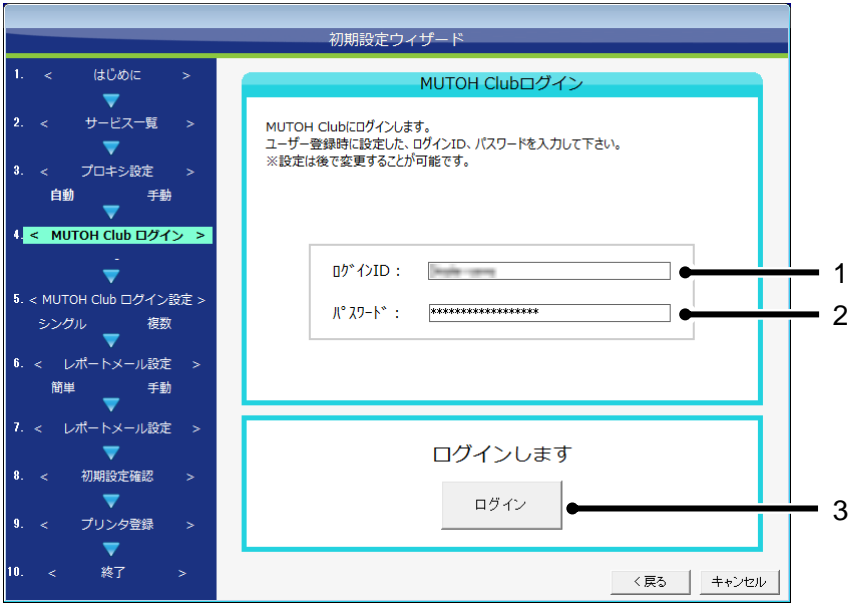 初期設定ウィザード
1. < はじめに >
2. < サービス一覧 >
3. < プロキシ設定 >
自動 手動
4. < MUTOH Club ログイン >
-
5. < MUTOH Club ログイン設定 >
シングル 複数
6. < レポートメール設定 >
簡単 手動
7. < レポートメール設定 >
8. < 初期設定確認 >
9. < プリンタ登録 >
10. < 終了 >
MUTOH Clubログイン
MUTOH Clubにログインします。
ユーザー登録時に設定した、ログインID、パスワードを入力して下さい。
※設定は後で変更することが可能です。
ﾛｸﾞｲﾝID :
1
ﾊﾟｽﾜｰﾄﾞ : ******************
2
ログインします
ログイン
3
<戻る キャンセル